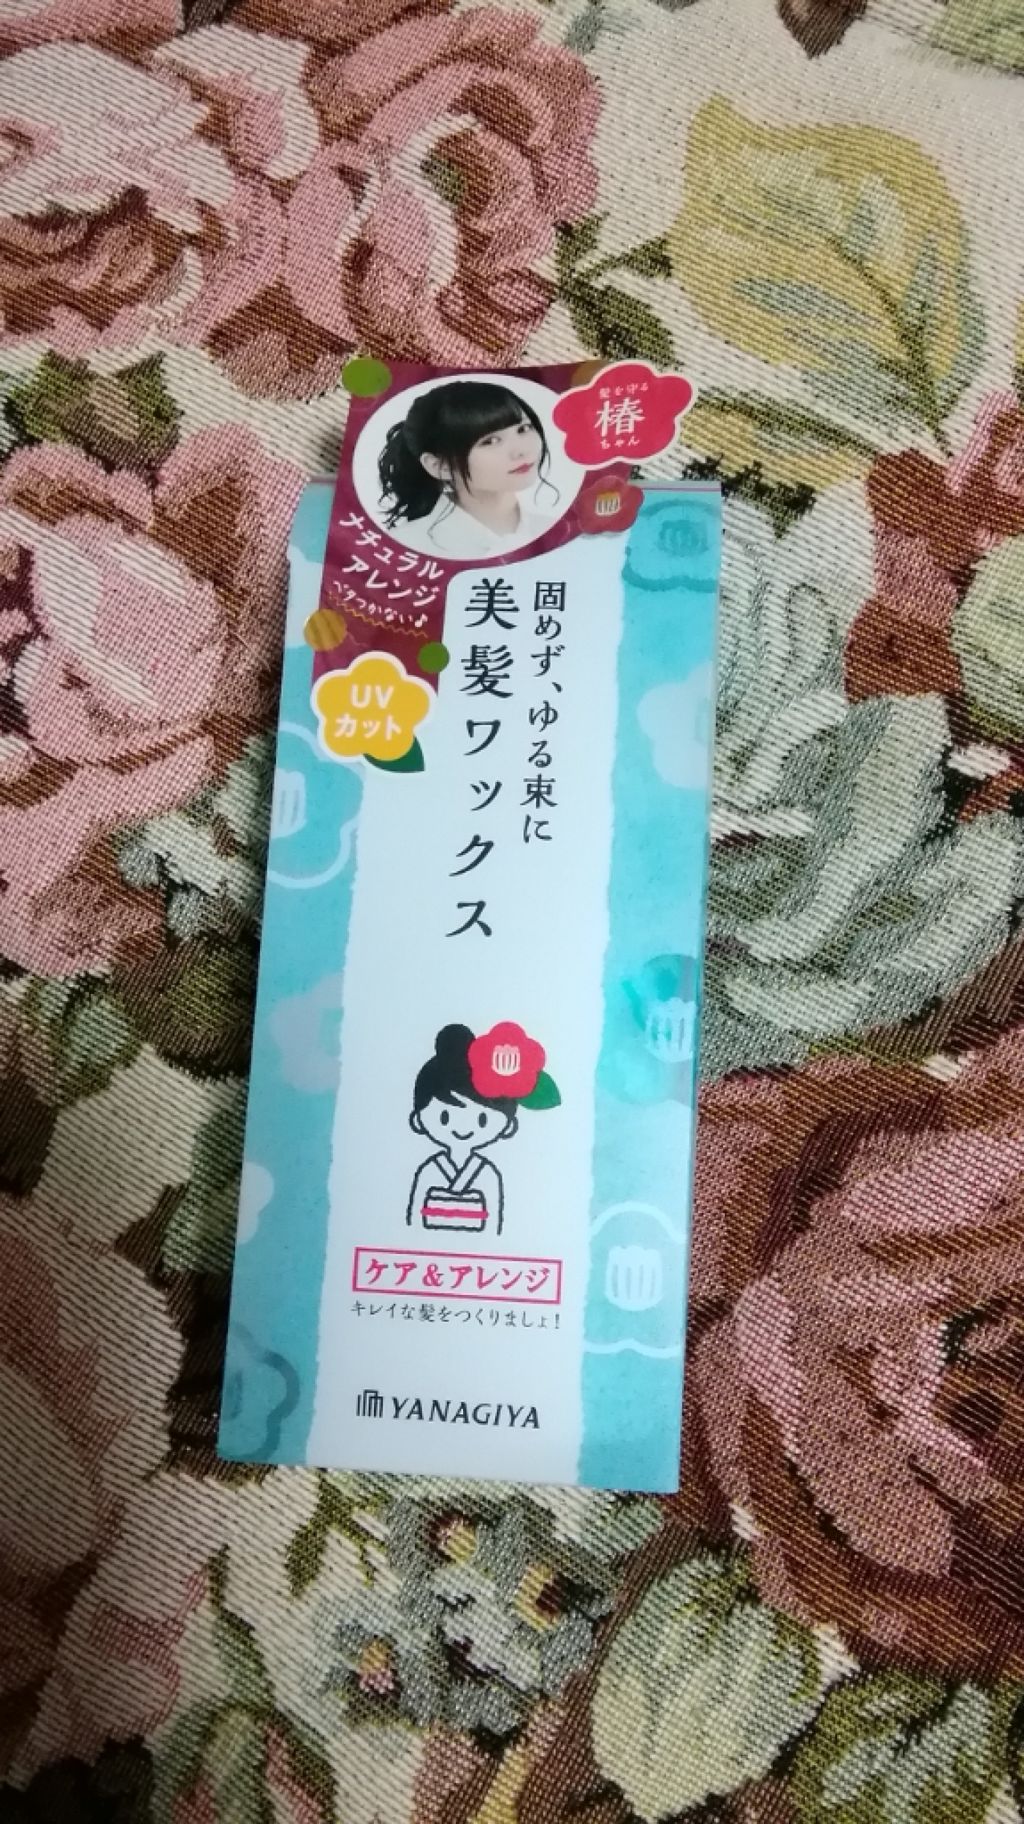 髪を守る
椿
ちゃん
ナチュラル
アレンジ
ベタつかない♪
UV
カット
固めず、ゆる束に
美髪ワックス
ケア&アレンジ
キレイな髪をつくりましょ!
YANAGIYA